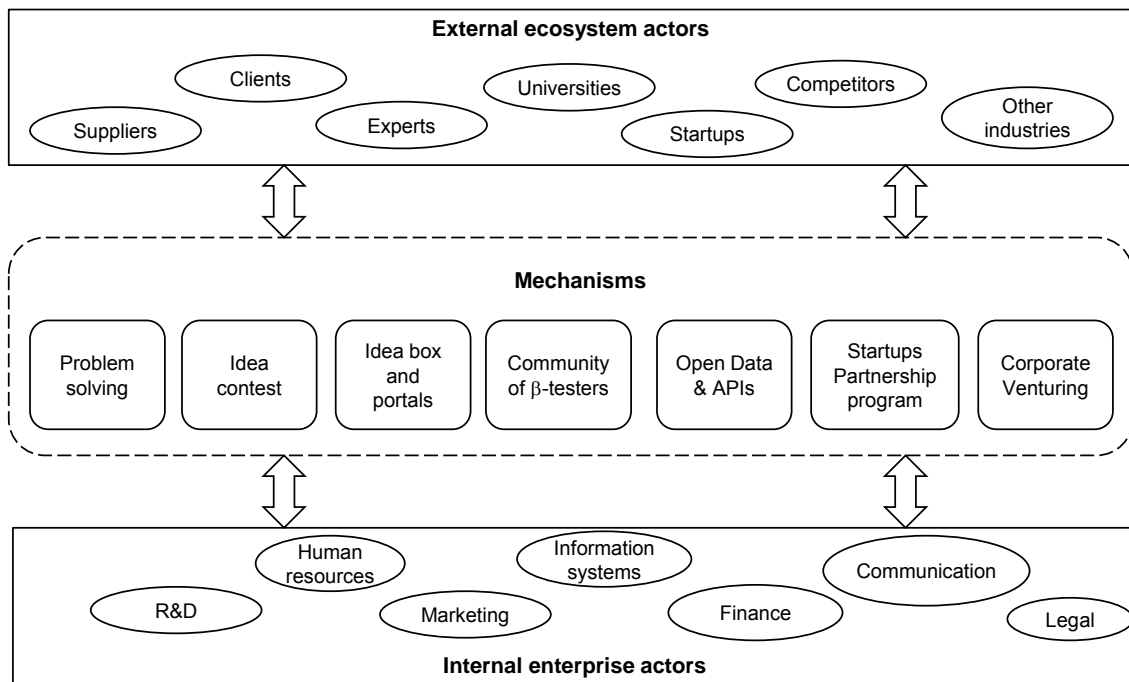 External ecosystem actors
Clients
Universities
Competitors
Suppliers
Experts
Startups
Other
industries
Mechanisms
Problem
solving
Idea
contest
Idea box
and
portals
Community
of β-testers
Open Data
& APIs
Startups
Partnership
program
Corporate
Venturing
Human
resources
Information
systems
Communication
R&D
Marketing
Finance
Legal
Internal enterprise actors